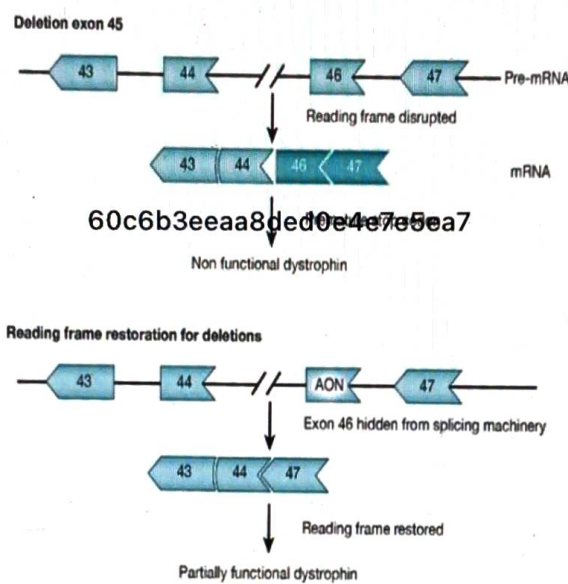 Deletion exon 45
43 44 46 47 Pre-mRNA
Reading frame disrupted
43 44 46 47 mRNA
60c6b3eeaa8ded0e4e7e5ea7
Non functional dystrophin
Reading frame restoration for deletions
43 44 AON 47
Exon 46 hidden from splicing machinery
43 44 47
Reading frame restored
Partially functional dystrophin